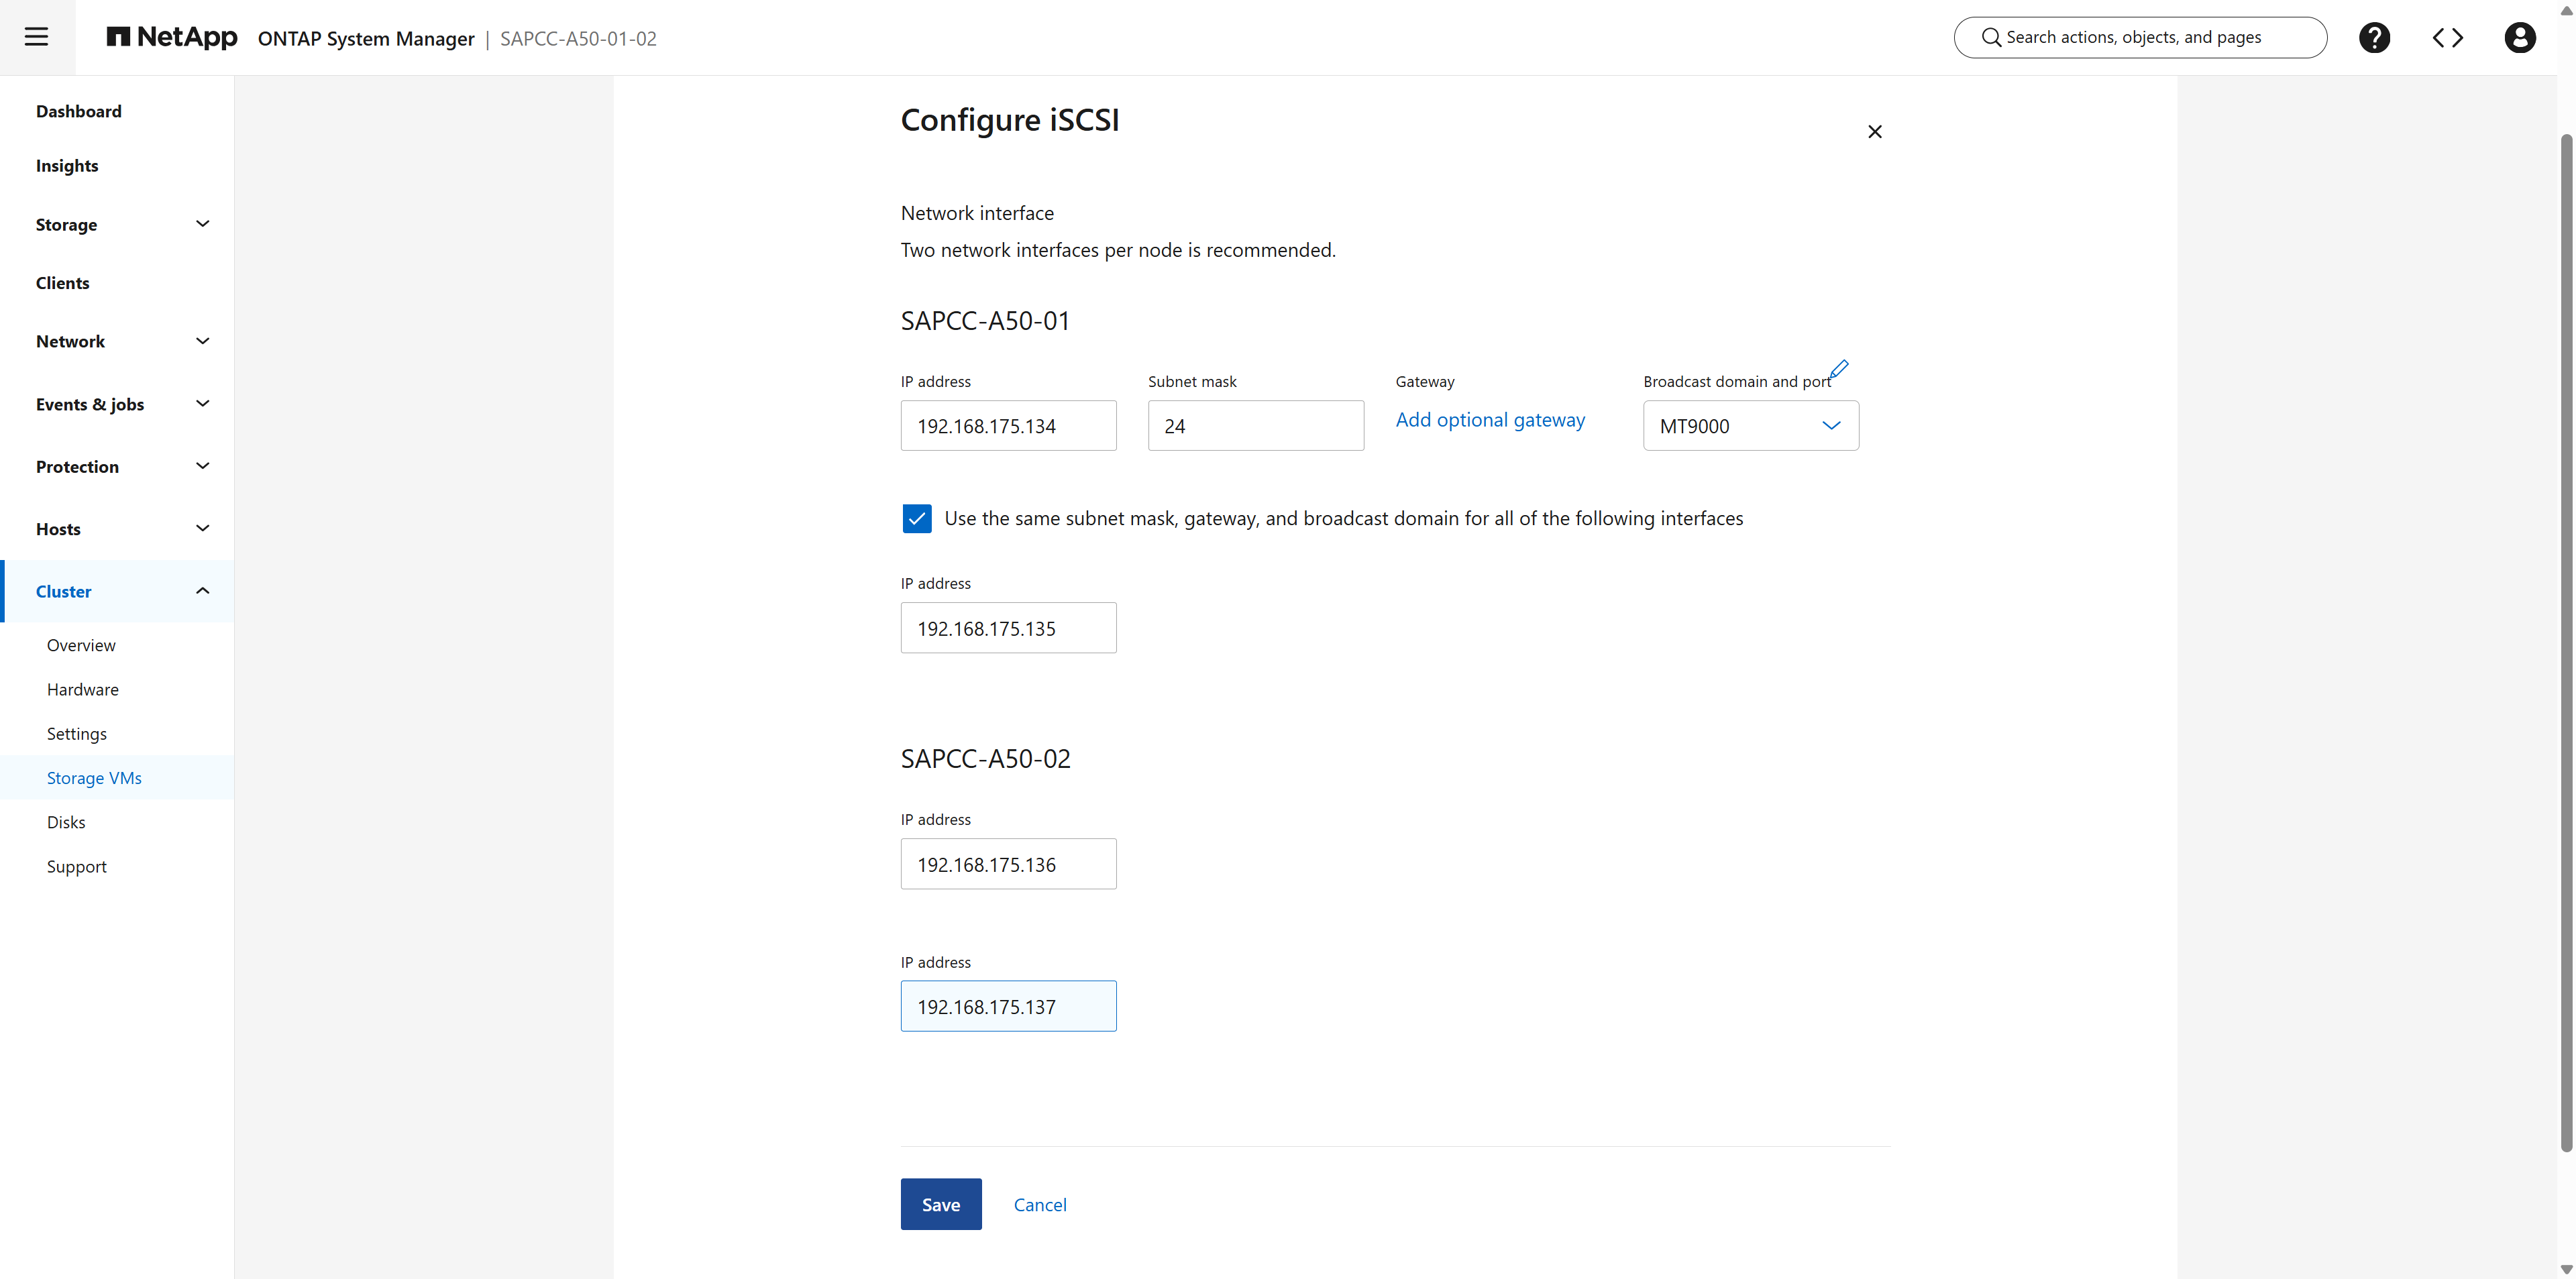 NetApp ONTAP System Manager | SAPCC-A50-01-02
Search actions, objects, and pages
Dashboard
Insights
Storage
Clients
Network
Events & jobs
Protection
Hosts
Cluster
Overview
Hardware
Settings
Storage VMs
Disks
Support
Configure iSCSI
Network interface
Two network interfaces per node is recommended.
SAPCC-A50-01
IP address Subnet mask Gateway Broadcast domain and port
192.168.175.134 24 Add optional gateway MT9000
Use the same subnet mask, gateway, and broadcast domain for all of the following interfaces
IP address
192.168.175.135
SAPCC-A50-02
IP address
192.168.175.136
IP address
192.168.175.137
Save Cancel